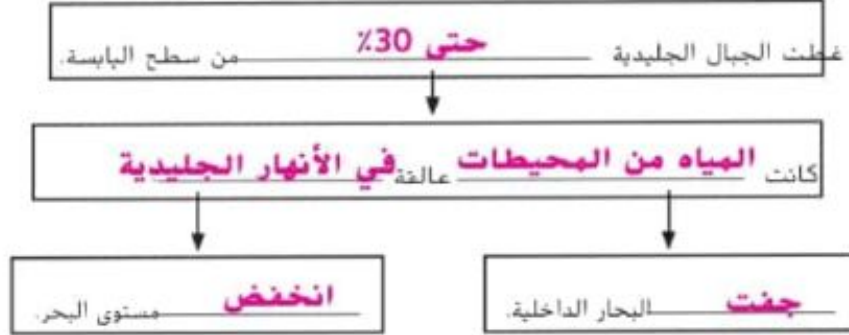 غطت الجبال الجليدية حتى 30٪ من سطح اليابسة.
كانت المياه من المحيطات عالقة في الأنهار الجليدية
جفت البحار الداخلية.
انخفض مستوى البحر.